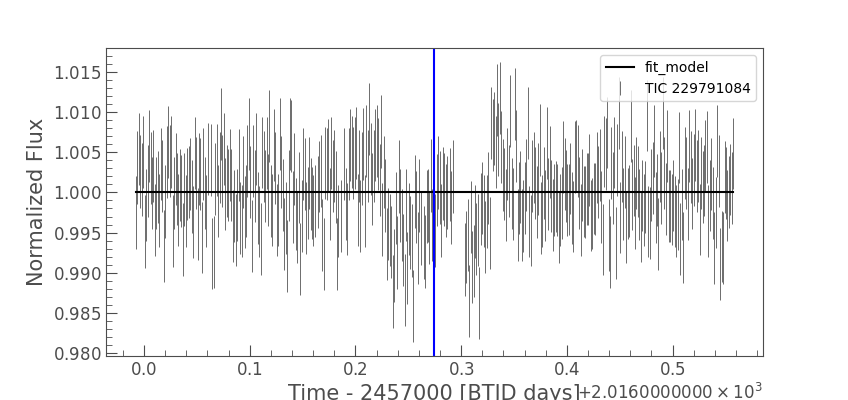 fit_model
TIC 229791084
1.015
1.010
1.005
1.000
0.995
0.990
0.985
0.980
Normalized Flux
0.0 0.1 0.2 0.3 0.4 0.5
Time - 2457000 [BTJD days]
+2.0160000000 × 10³